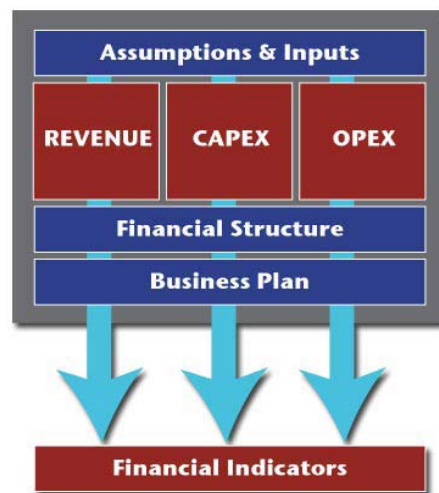 Assumptions & Inputs
REVENUE CAPEX OPEX
Financial Structure
Business Plan
Financial Indicators